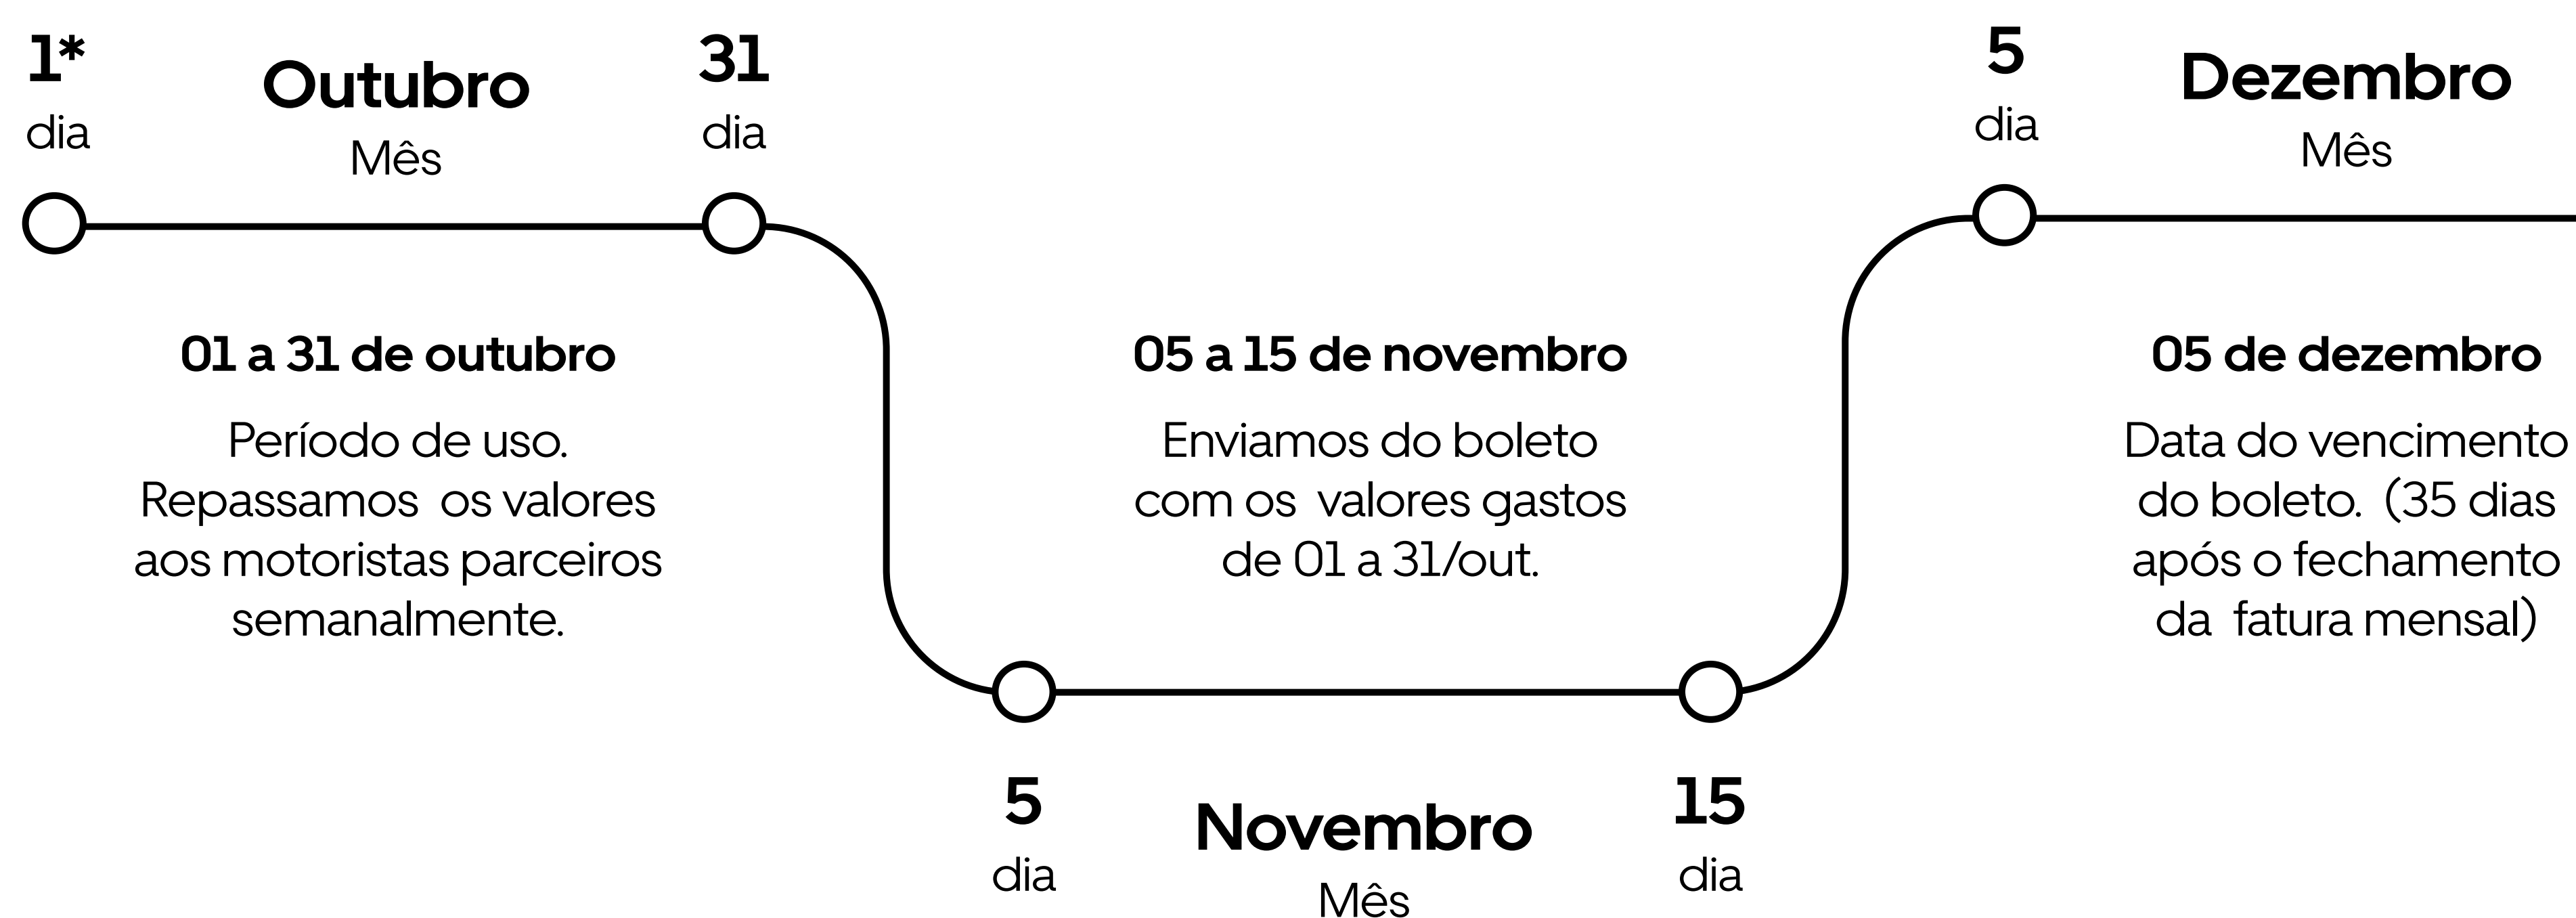 1*
dia
Outubro
Mês
31
dia
01 a 31 de outubro
Período de uso.
Repassamos os valores
aos motoristas parceiros
semanalmente.
05 a 15 de novembro
Enviamos do boleto
com os valores gastos
de 01 a 31/out.
5
dia
Novembro
Mês
15
dia
5
dia
Dezembro
Mês
05 de dezembro
Data do vencimento
do boleto. (35 dias
após o fechamento
da fatura mensal)